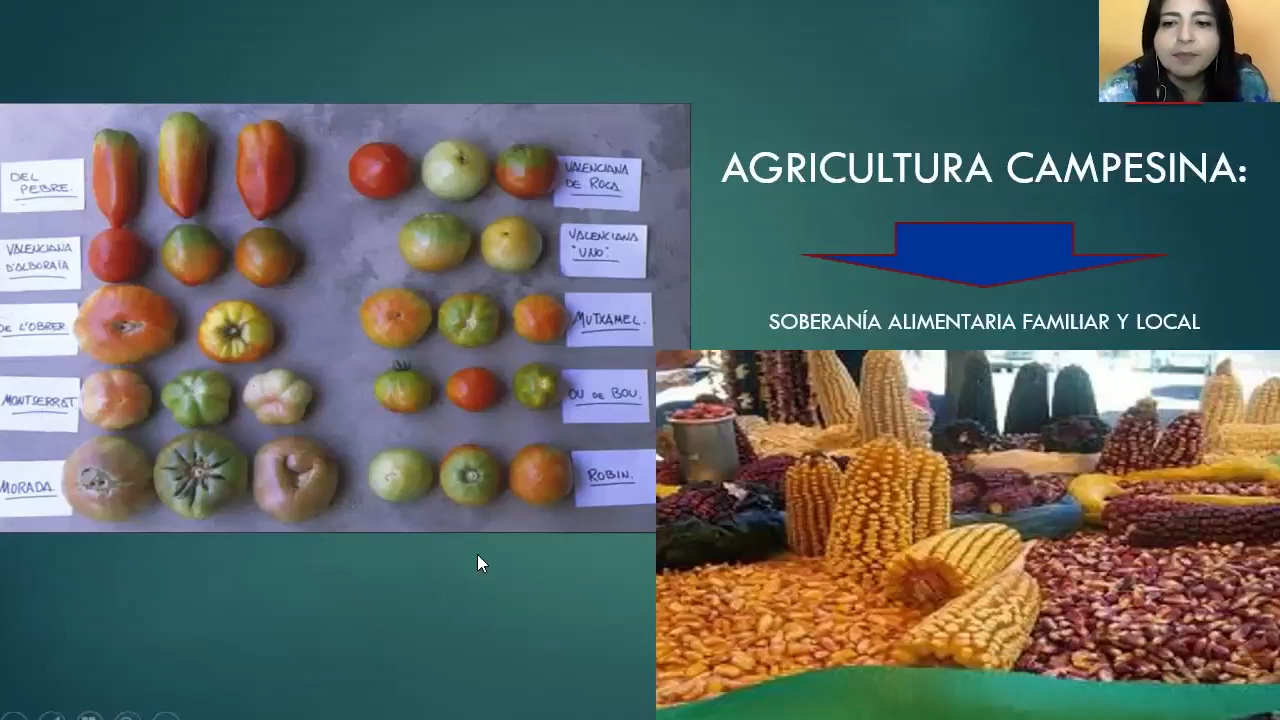 AGRICULTURA CAMPESINA:
SOBERANÍA ALIMENTARIA FAMILIAR Y LOCAL
DEL
PEBRE.
VALENCIANA
D'ALBORAIA
DE L'OBRER
MONTSERRAT
MORADA.
VALENCIANA
DE ROCA.
VALENCIANA
"UNO".
MUTXAMEL.
OU DE BOU.
ROBIN.